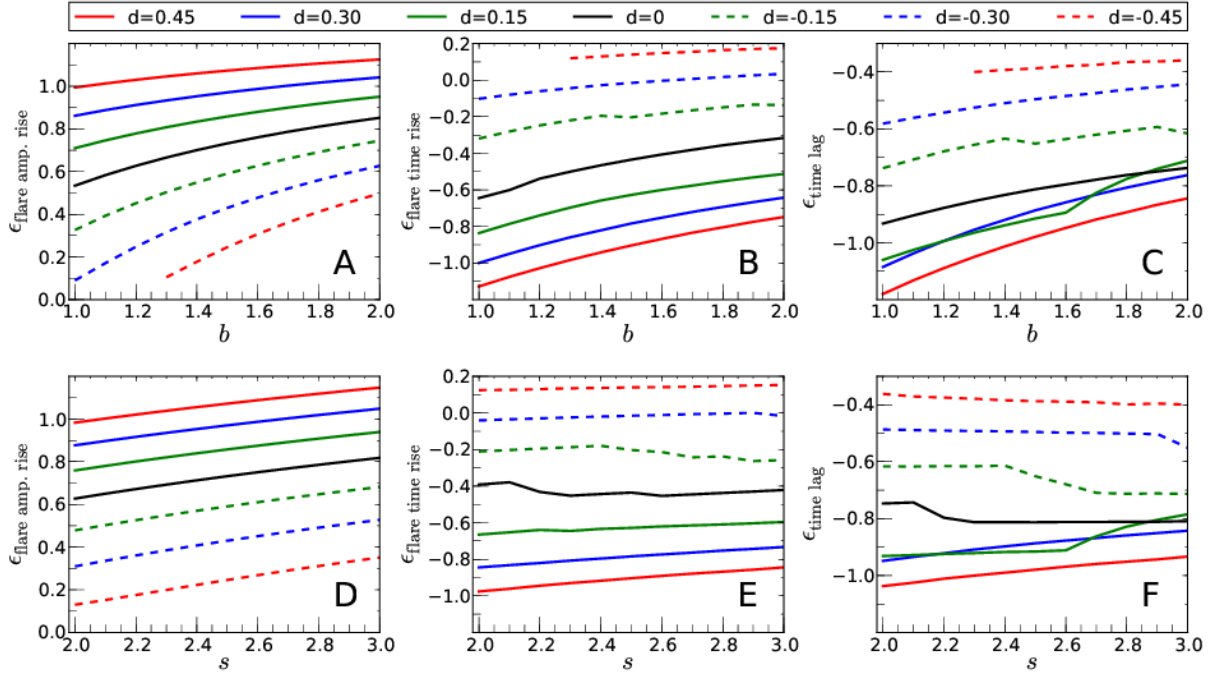 d=0.45 d=0.30 d=0.15 d=0 d=-0.15 d=-0.30 d=-0.45
ϵflare amp. rise
1.0
0.8
0.6
0.4
0.2
0.0
A
1.0 1.2 1.4 1.6 1.8 2.0
b
ϵflare time rise
0.2
0.0
−0.2
−0.4
−0.6
−0.8
−1.0
B
1.0 1.2 1.4 1.6 1.8 2.0
b
ϵtime lag
−0.4
−0.6
−0.8
−1.0
C
1.0 1.2 1.4 1.6 1.8 2.0
b
ϵflare amp. rise
1.0
0.8
0.6
0.4
0.2
0.0
D
2.0 2.2 2.4 2.6 2.8 3.0
s
ϵflare time rise
0.2
0.0
−0.2
−0.4
−0.6
−0.8
−1.0
E
2.0 2.2 2.4 2.6 2.8 3.0
s
ϵtime lag
−0.4
−0.6
−0.8
−1.0
F
2.0 2.2 2.4 2.6 2.8 3.0
s